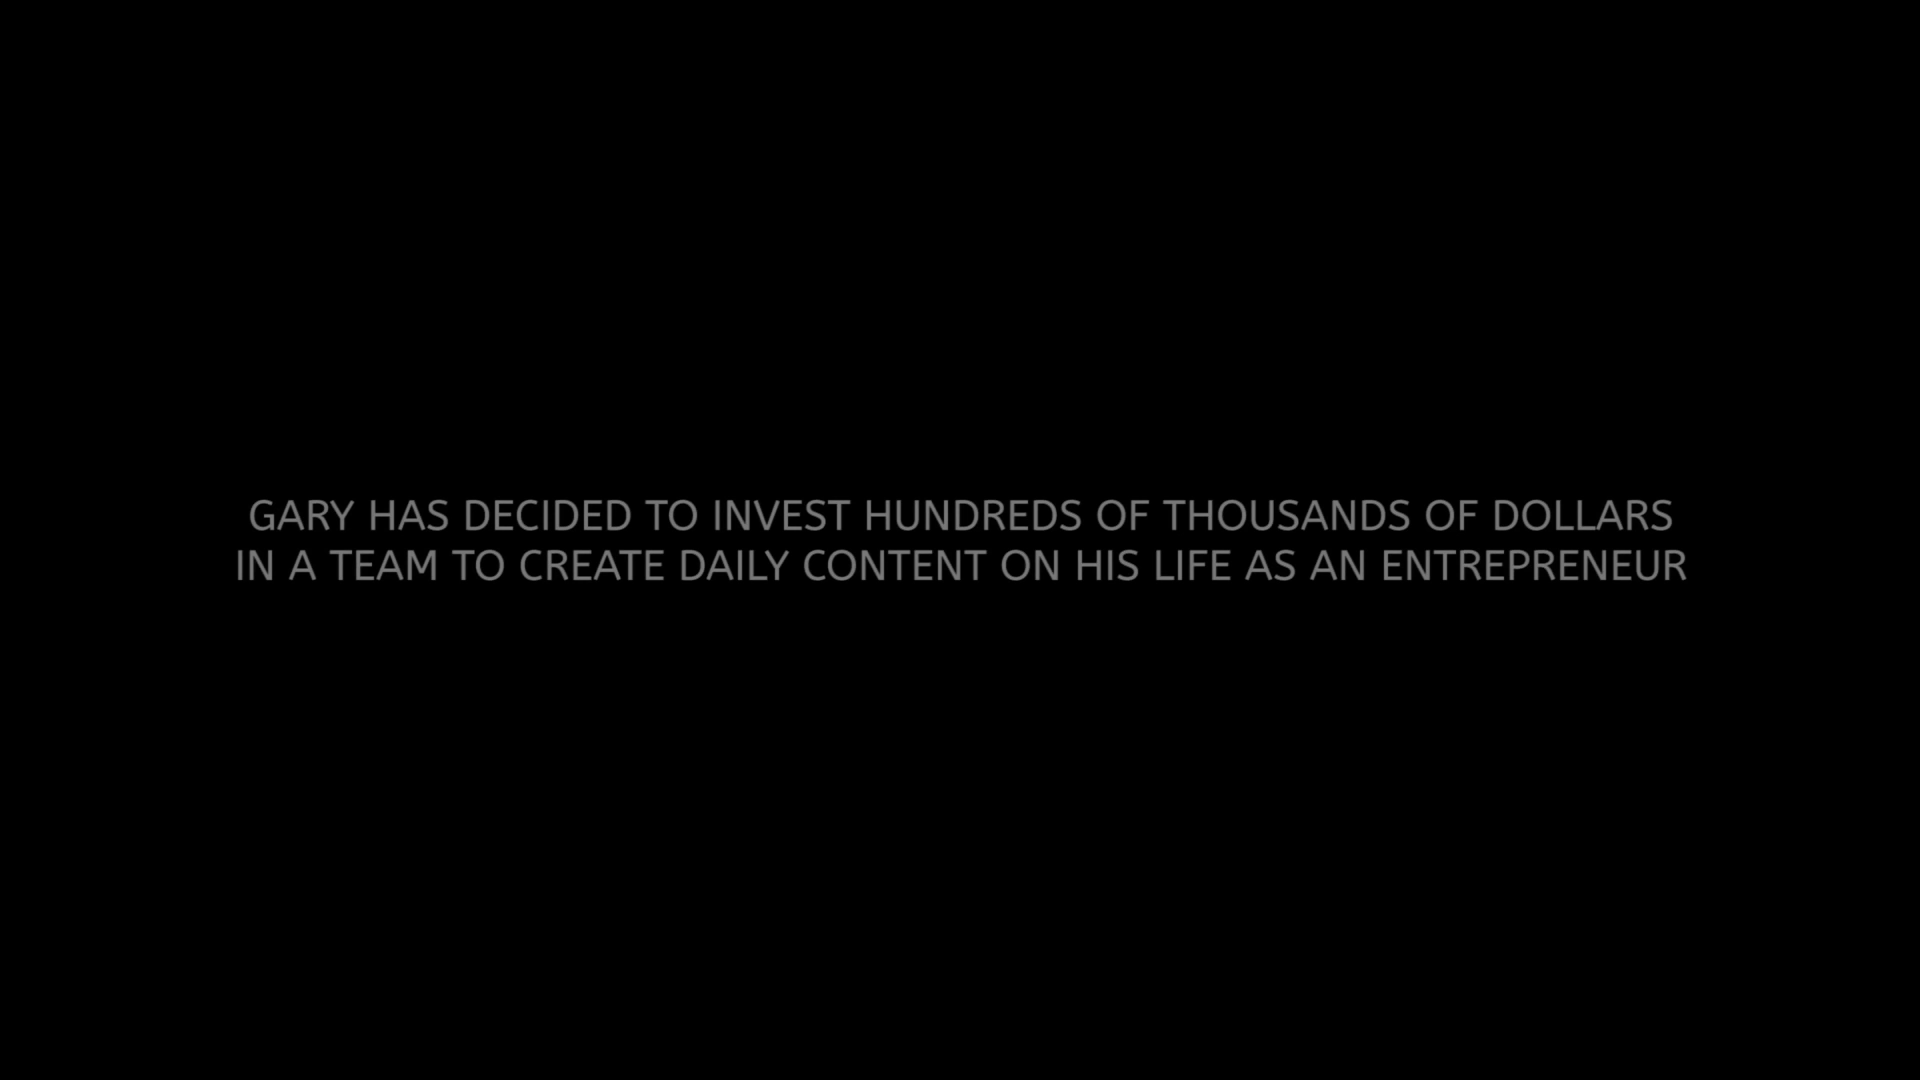 GARY HAS DECIDED TO INVEST HUNDREDS OF THOUSANDS OF DOLLARS
IN A TEAM TO CREATE DAILY CONTENT ON HIS LIFE AS AN ENTREPRENEUR